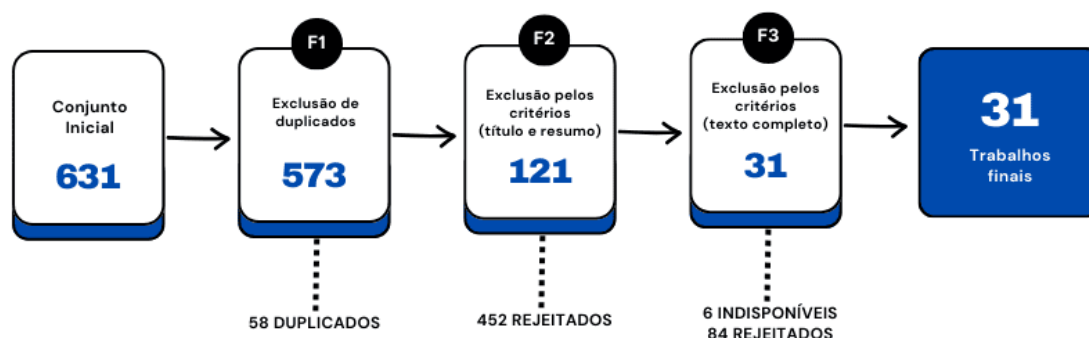 Conjunto
Inicial
631
F1
Exclusão de
duplicados
573
58 DUPLICADOS
F2
Exclusão pelos
critérios
(título e resumo)
121
452 REJEITADOS
F3
Exclusão pelos
critérios
(texto completo)
31
6 INDISPONÍVEIS
84 REJEITADOS
31
Trabalhos
finais